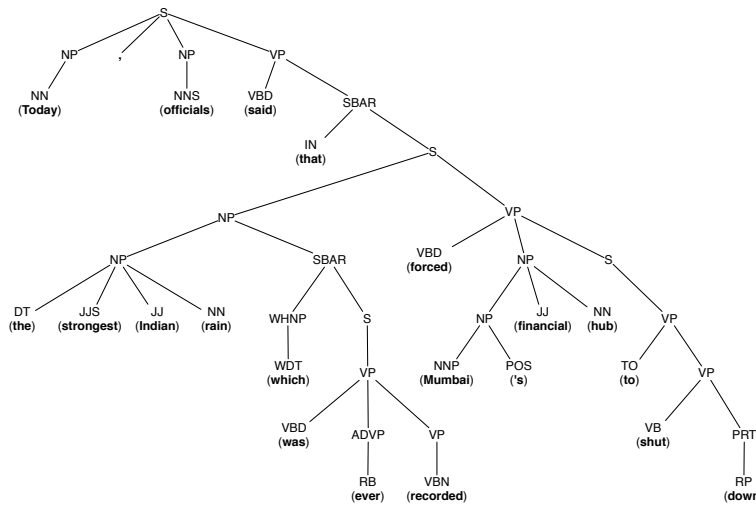 S
NP , NP VP
NN NNS VBD SBAR
(Today) (officials) (said)
IN S
(that)
NP VP
VBD
(forced)
NP SBAR NP S
DT JJS JJ NN WHNP S NP JJ NN VP
(the) (strongest) (Indian) (rain) (financial) (hub)
WDT VP NNP POS TO VP
(which) (Mumbai) ('s) (to)
VBD ADVP VP VB PRT
(was) (shut)
RB VBN RP
(ever) (recorded) (down